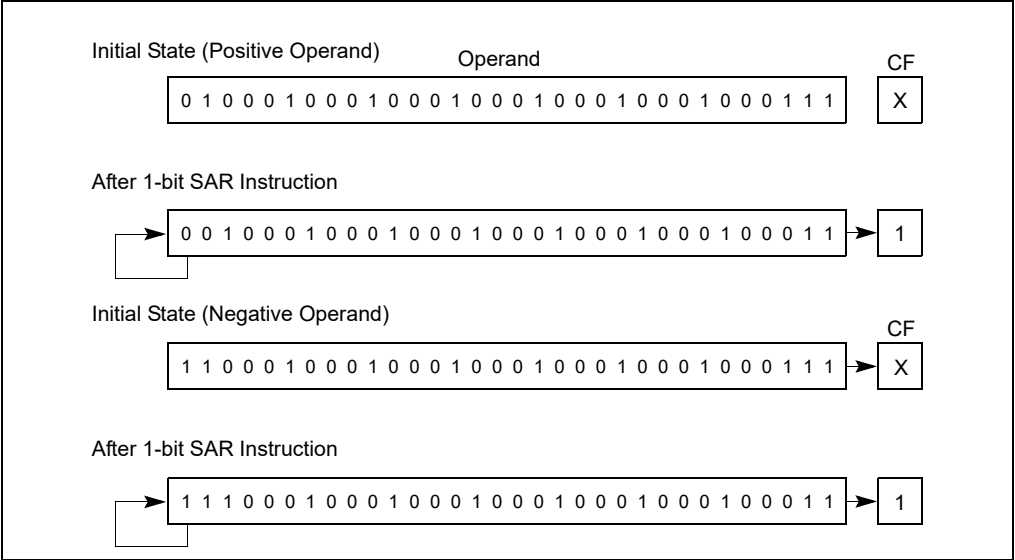 Initial State (Positive Operand) Operand CF
0 1 0 0 0 1 0 0 0 1 0 0 0 1 0 0 0 1 0 0 0 1 0 0 0 1 0 0 0 1 1 1 X
After 1-bit SAR Instruction
0 0 1 0 0 0 1 0 0 0 1 0 0 0 1 0 0 0 1 0 0 0 1 0 0 0 1 0 0 0 1 1 1
Initial State (Negative Operand) CF
1 1 0 0 0 1 0 0 0 1 0 0 0 1 0 0 0 1 0 0 0 1 0 0 0 1 0 0 0 1 1 1 X
After 1-bit SAR Instruction
1 1 1 0 0 0 1 0 0 0 1 0 0 0 1 0 0 0 1 0 0 0 1 0 0 0 1 0 0 0 1 1 1